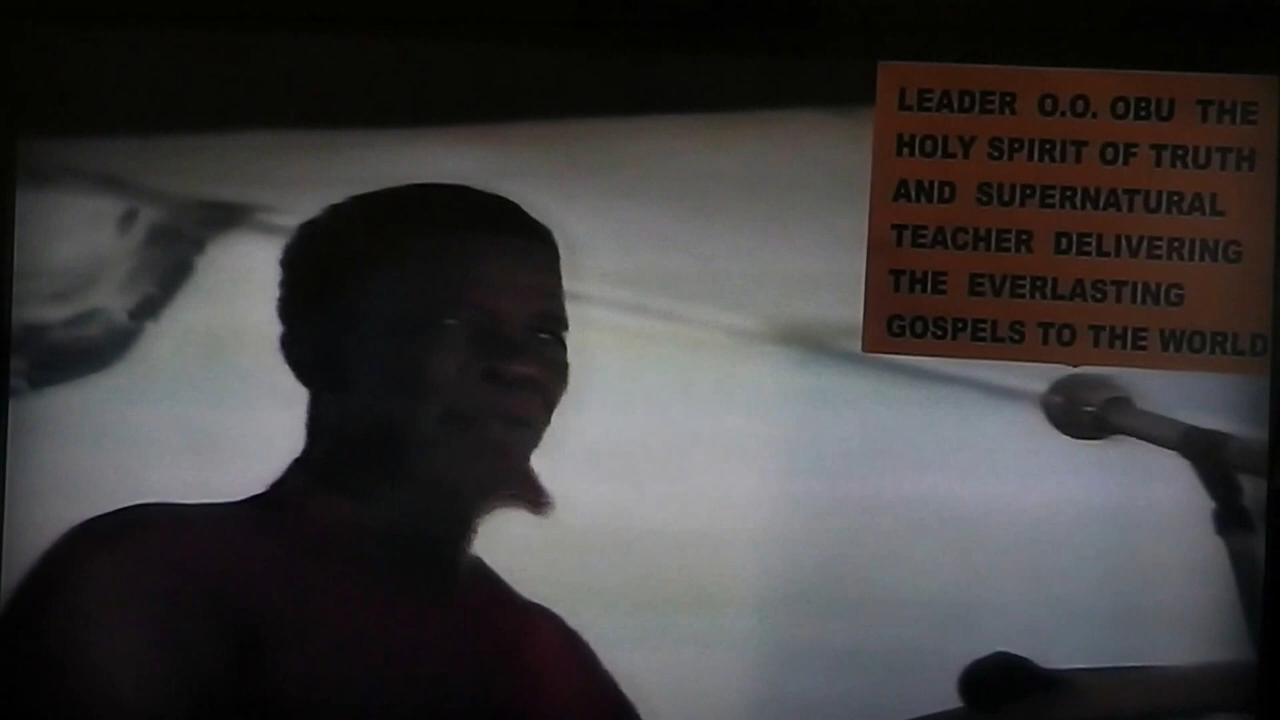 LEADER O.O. OBU THE
HOLY SPIRIT OF TRUTH
AND SUPERNATURAL
TEACHER DELIVERING
THE EVERLASTING
GOSPELS TO THE WORLD